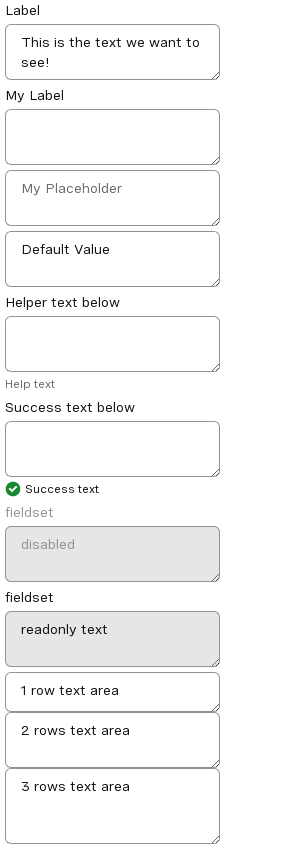 Label
This is the text we want to
see!
My Label
My Placeholder
Default Value
Helper text below
Help text
Success text below
Success text
fieldset
disabled
fieldset
readonly text
1 row text area
2 rows text area
3 rows text area